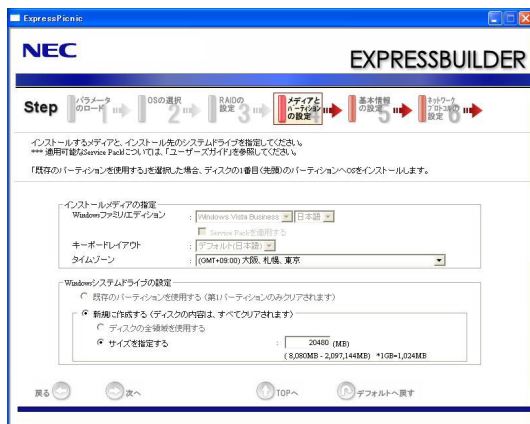 ExpressPicnic
NEC
EXPRESSBUILDER
Step
パラメータのロード 1
OSの選択 2
RAIDの設定 3
メディアとパーティションの設定 4
基本情報の設定 5
ネットワークプロトコルの設定 6
インストールするメディアと、インストール先のシステムドライブを指定してください。
*** 適用可能なService Packについては、「ユーザーズガイド」を参照してください。
「既存のパーティションを使用する」を選択した場合、ディスクの1番目(先頭)のパーティションへOSをインストールします。
インストールメディアの指定
Windowsファミリ/エディション : Windows Vista Business 日本語
Service Packを適用する
キーボードレイアウト : デフォルト(日本語)
タイムゾーン : (GMT+09:00) 大阪、札幌、東京
Windowsシステムドライブの設定
既存のパーティションを使用する (第1パーティションのみクリアされます)
新規に作成する (ディスクの内容は、すべてクリアされます)
ディスクの全領域を使用する
サイズを指定する : 20480 (MB)
( 8,080MB - 2,097,144MB) *1GB=1,024MB
戻る 次へ TOPへ デフォルトへ戻す